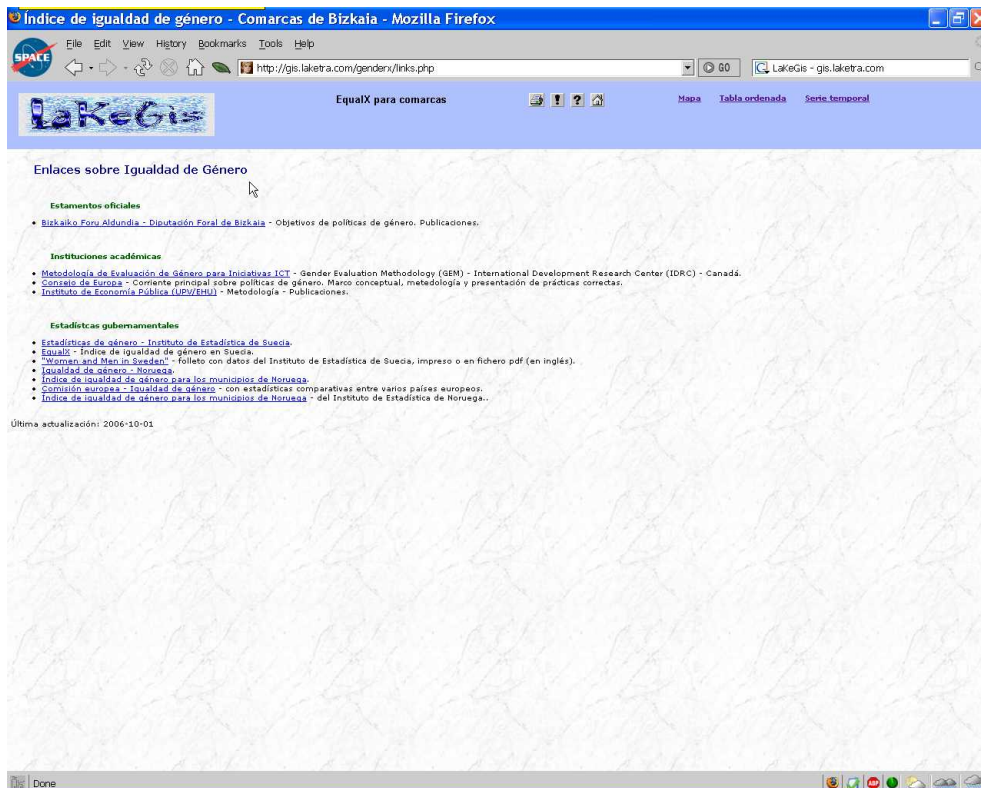 Índice de igualdad de género - Comarcas de Bizkaia - Mozilla Firefox
SPACE
File Edit View History Bookmarks Tools Help
http://gis.laketra.com/genderx/links.php
GO
LaKeGis - gis.laketra.com
LaKeGis
EqualX para comarcas
Mapa Tabla ordenada Serie temporal
Enlaces sobre Igualdad de Género
Estamentos oficiales
Bizkaiko Foru Aldundia - Diputación Foral de Bizkaia - Objetivos de políticas de género. Publicaciones.
Instituciones académicas
Metodología de Evaluación de Género para Iniciativas ICT - Gender Evaluation Methodology (GEM) - International Development Research Center (IDRC) - Canadá.
Consejo de Europa - Corriente principal sobre políticas de género. Marco conceptual, metedología y presentación de prácticas correctas.
Instituto de Economía Pública (UPV/EHU) - Metodología - Publicaciones.
Estadístcas gubernamentales
Estadísticas de género - Instituto de Estadística de Suecia.
EqualX - Índice de igualdad de género en Suecia.
"Women and Men in Sweden" - folleto con datos del Instituto de Estadística de Suecia, impreso o en fichero pdf (en inglés).
Igualdad de género - Noruega.
Índice de igualdad de género para los municipios de Noruega.
Comisión europea - Igualdad de género - con estadísticas comparativas entre varios países europeos.
Índice de igualdad de género para los municipios de Noruega - del Instituto de Estadística de Noruega..
Última actualización: 2006-10-01
Done
ABP